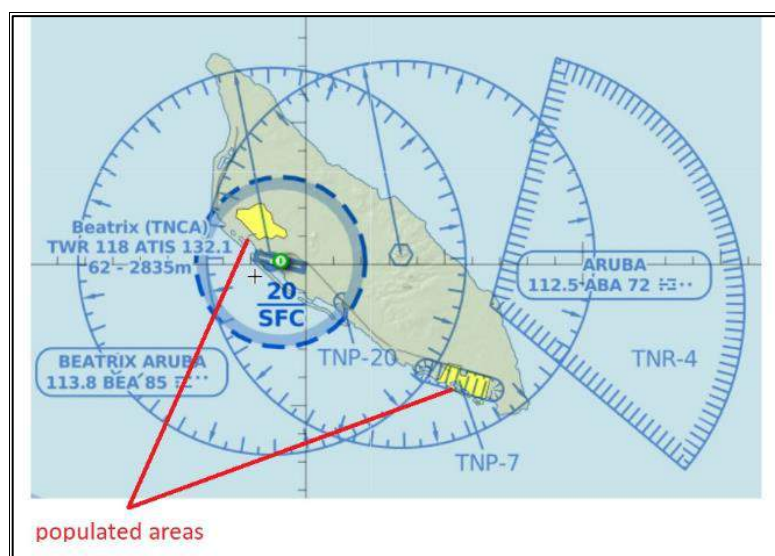 Beatrix (TNCA)
TWR 118 ATIS 132.1
62 - 2835m
20
SFC
ARUBA
112.5 ABA 72
TNR-4
TNP-20
BEATRIX ARUBA
113.8 BEA 85
TNP-7
populated areas